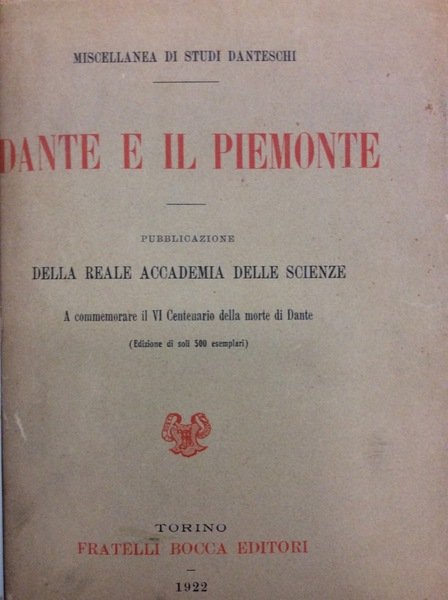 MISCELLANEA DI STUDI DANTESCHI
DANTE E IL PIEMONTE
PUBBLICAZIONE
DELLA REALE ACCADEMIA DELLE SCIENZE
A commemorare il VI Centenario della morte di Dante
(Edizione di soli 500 esemplari)
TORINO
FRATELLI BOCCA EDITORI
1922